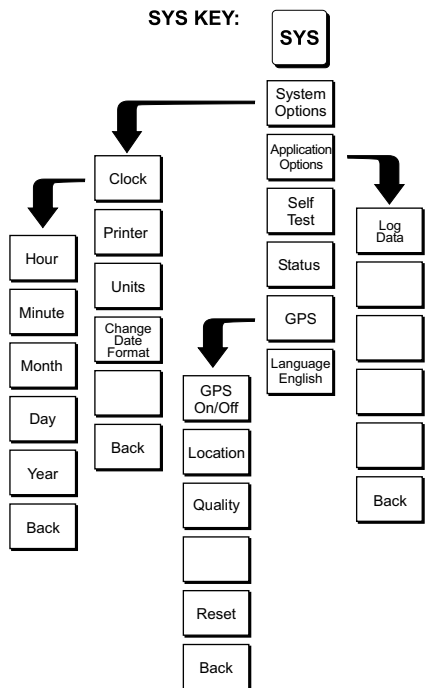 SYS KEY:
SYS
System
Options
Application
Options
Self
Test
Status
GPS
Language
English
Clock
Printer
Units
Change
Date
Format
Back
Hour
Minute
Month
Day
Year
Back
GPS
On/Off
Location
Quality
Reset
Back
Log
Data
Back